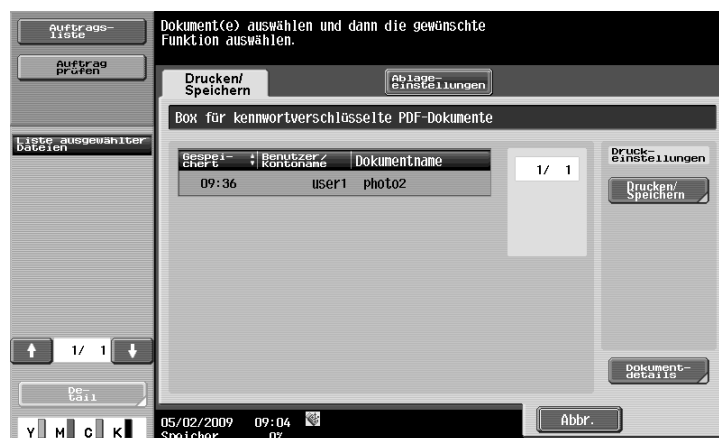 Auftrags-
liste
Auftrag
prüfen
Dokument(e) auswählen und dann die gewünschte
Funktion auswählen.
Drucken/
Speichern
Ablage-
einstellungen
Box für kennwortverschlüsselte PDF-Dokumente
Liste ausgewählter
Dateien
Gespei-
chert
Benutzer/
Kontoname
Dokumentname
09:36 user1 photo2
1/ 1
Druck-
einstellungen
Drucken/
Speichern
1/ 1
De-
tail
Dokument-
details
Y M C K
05/02/2009 09:04
Speicher 0%
Abbr.